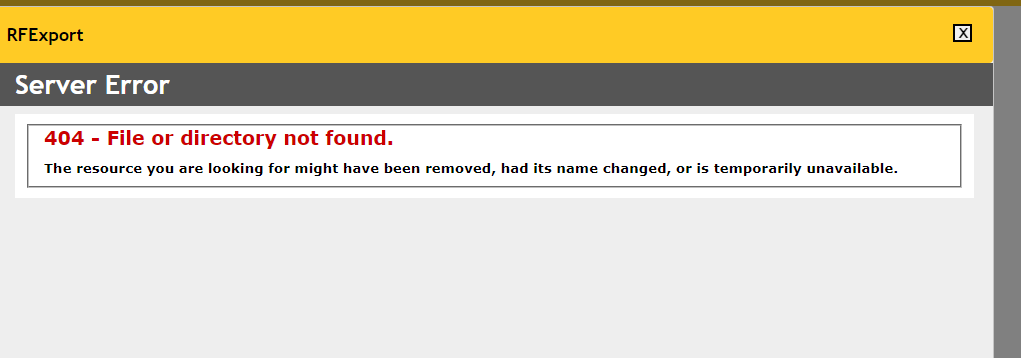 RFExport
X
Server Error
404 - File or directory not found.
The resource you are looking for might have been removed, had its name changed, or is temporarily unavailable.